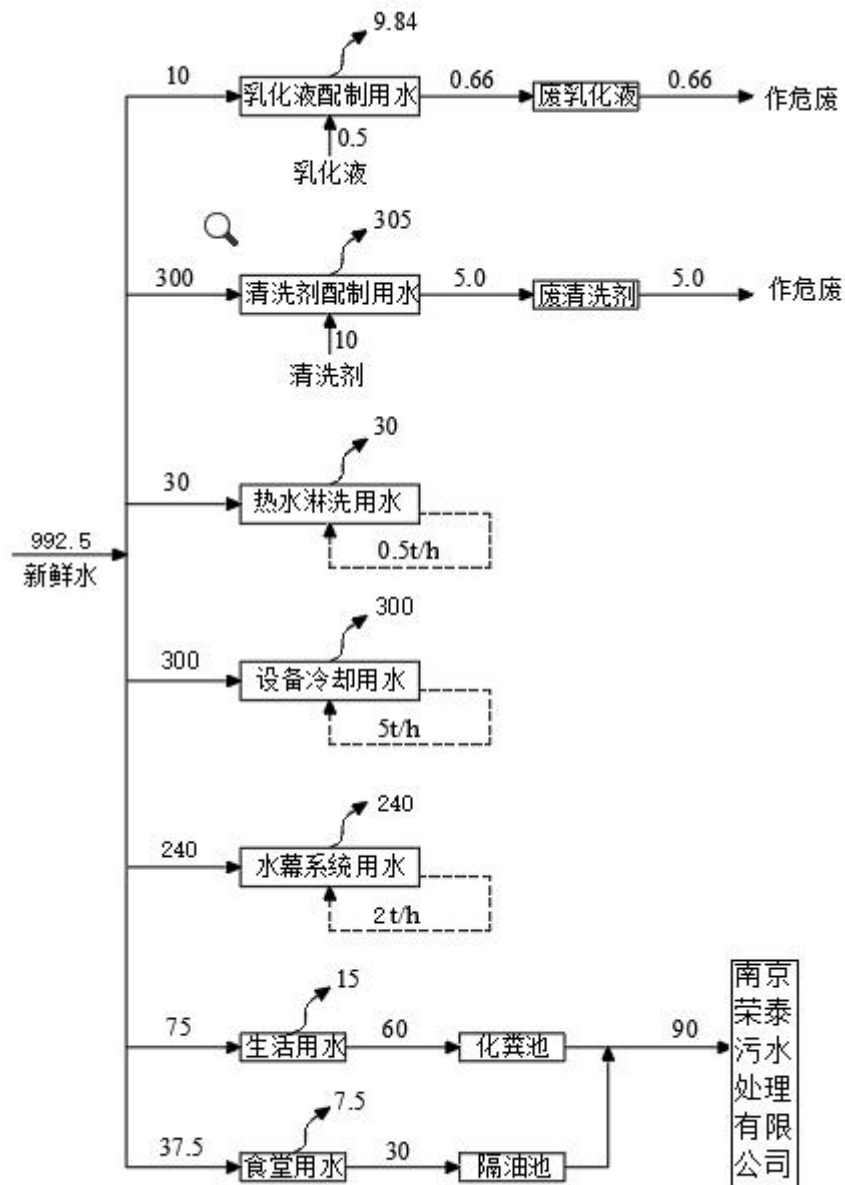 9.84
10
乳化液配制用水
0.66
废乳化液
0.66
作危废
0.5
乳化液
305
300
清洗剂配制用水
5.0
废清洗剂
5.0
作危废
10
清洗剂
30
30
热水淋洗用水
0.5t/h
992.5
新鲜水
300
300
设备冷却用水
5t/h
240
240
水幕系统用水
2t/h
15
75
生活用水
60
化粪池
90
南京
荣泰
污水
处理
有限
公司
7.5
37.5
食堂用水
30
隔油池